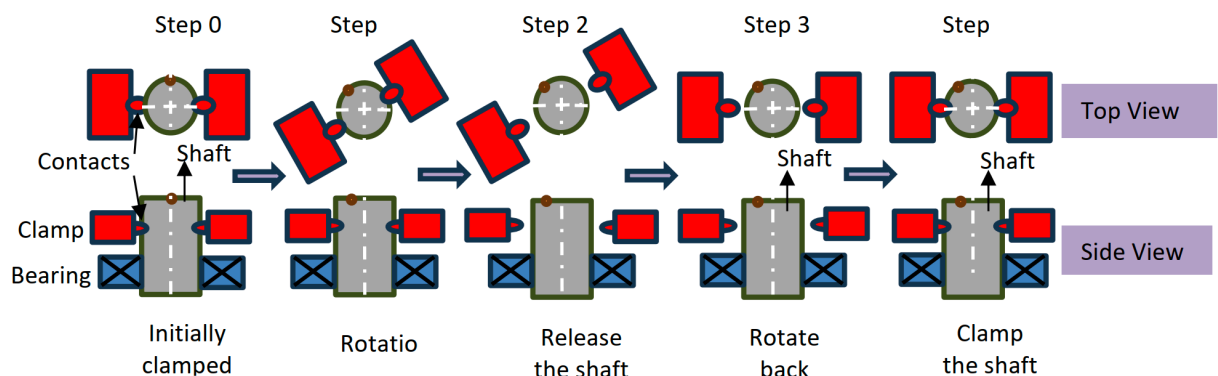 Step 0
Step
Step 2
Step 3
Step
Top View
Contacts
Shaft
Shaft
Shaft
Clamp
Side View
Bearing
Initially
clamped
Rotatio
Release
the shaft
Rotate
back
Clamp
the shaft